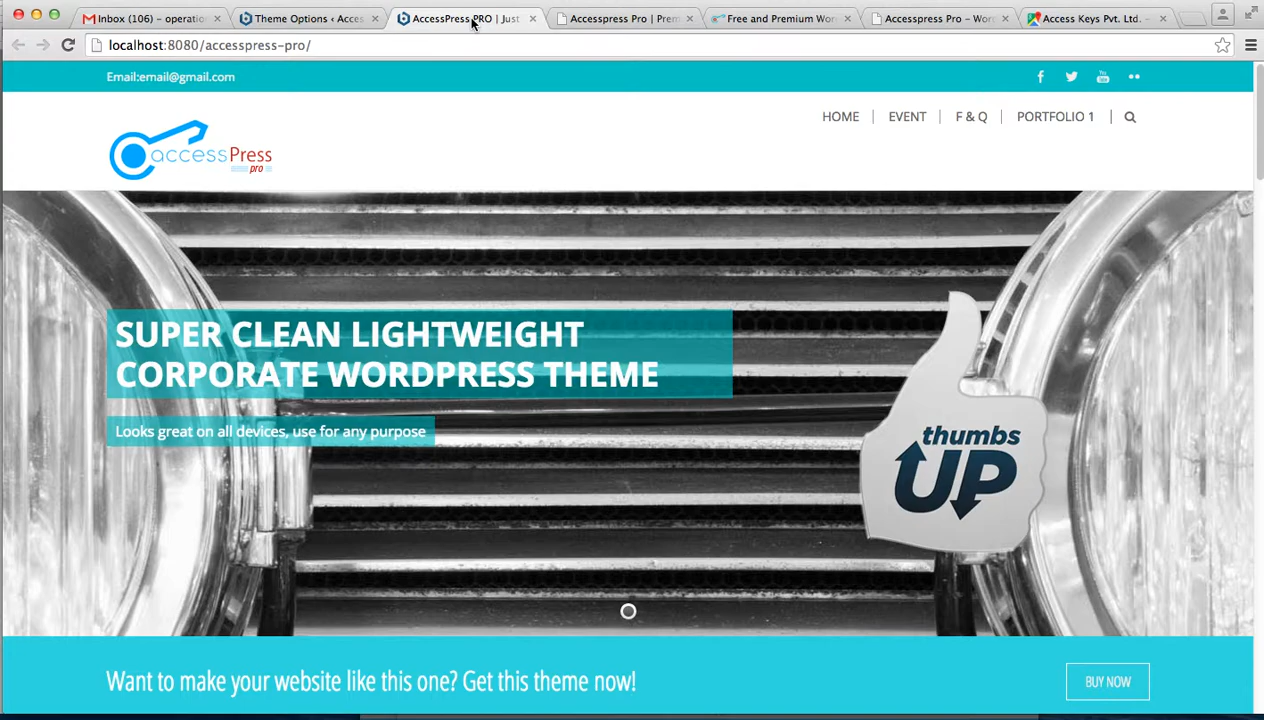 Inbox (106) – operatio
Theme Options ‹ Acces
AccessPress PRO | Just
Accesspress Pro | Prem
Free and Premium Wor
Accesspress Pro – Wor
Access Keys Pvt. Ltd. –
localhost:8080/accesspress-pro/
Email:email@gmail.com
You
HOME
EVENT
F & Q
PORTFOLIO 1
accessPress
pro
SUPER CLEAN LIGHTWEIGHT
CORPORATE WORDPRESS THEME
Looks great on all devices, use for any purpose
thumbs
UP
Want to make your website like this one? Get this theme now!
BUY NOW